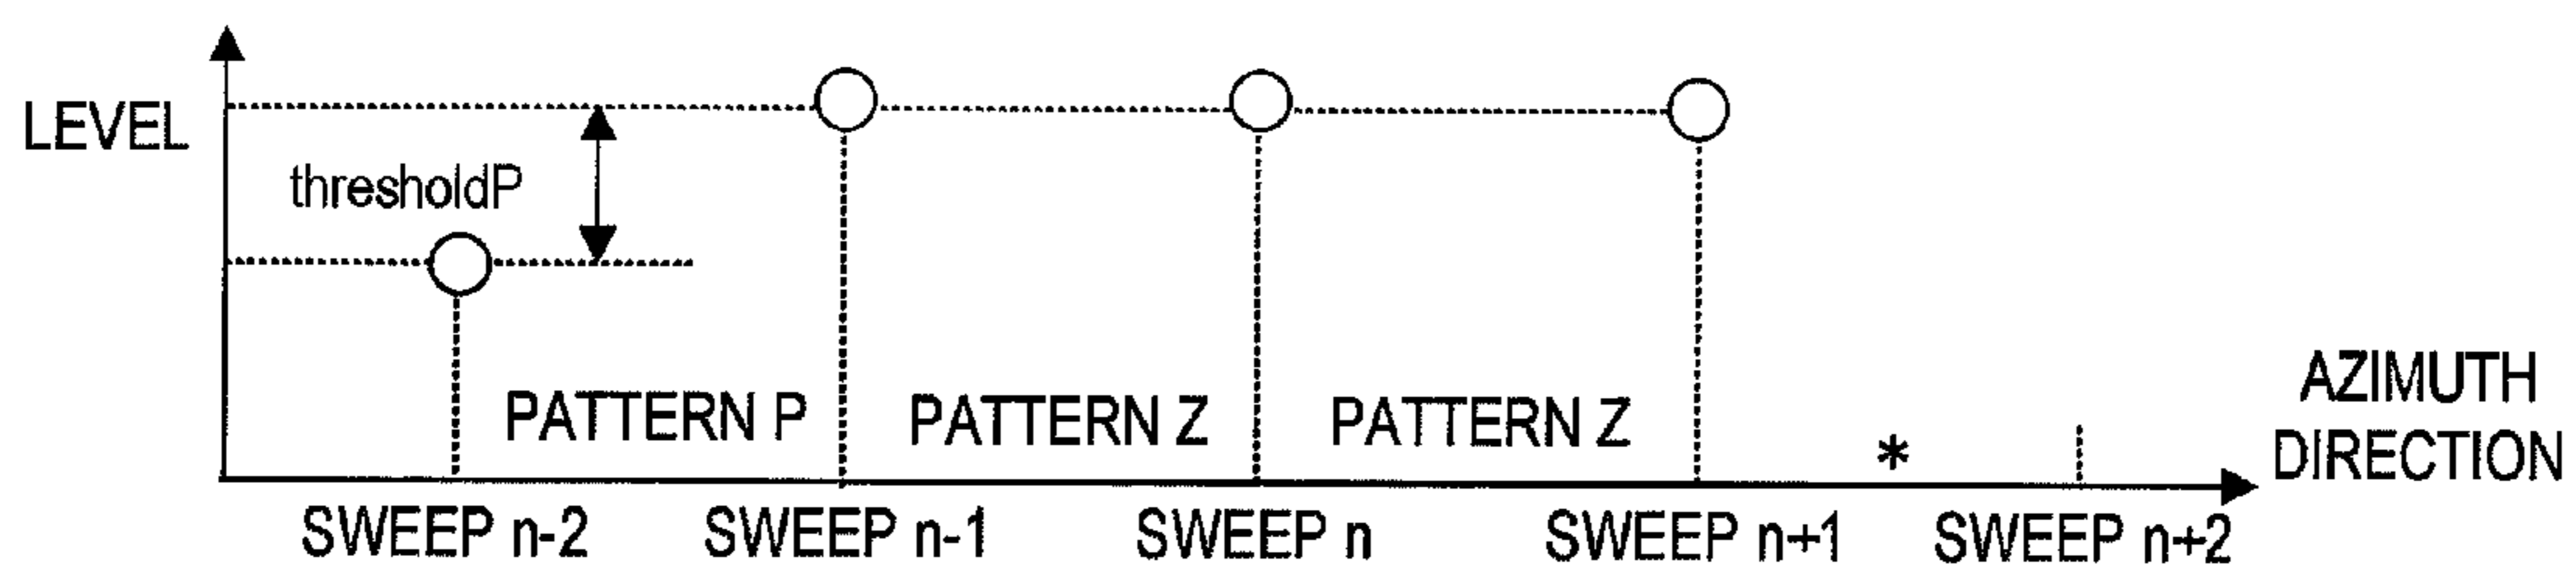 LEVEL
thresholdP
PATTERN P
PATTERN Z
PATTERN Z
*
AZIMUTH
DIRECTION
SWEEP n-2
SWEEP n-1
SWEEP n
SWEEP n+1
SWEEP n+2